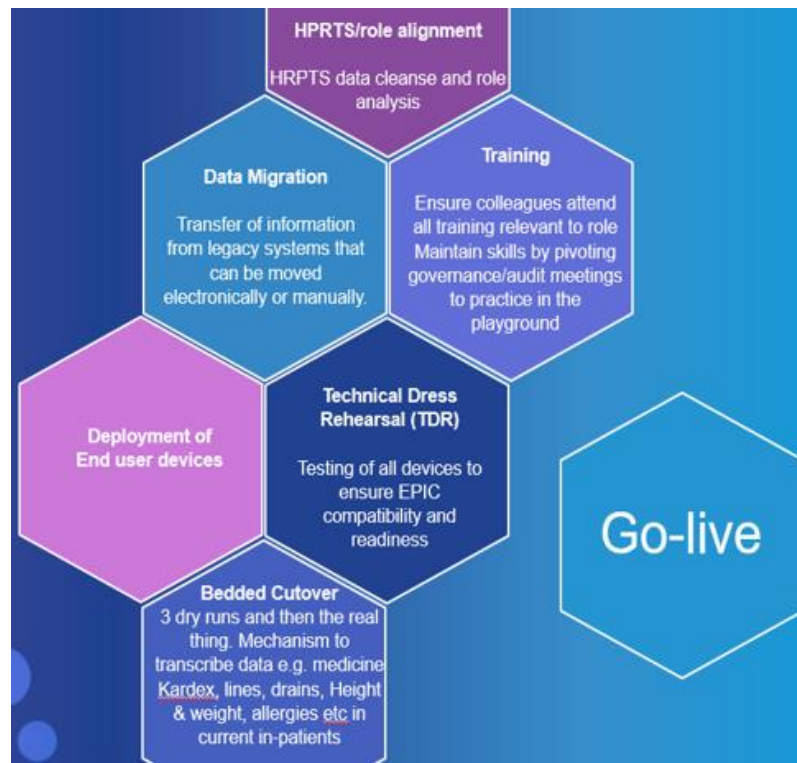 HPRTS/role alignment
HRPTS data cleanse and role
analysis
Data Migration
Transfer of information
from legacy systems that
can be moved
electronically or manually.
Training
Ensure colleagues attend
all training relevant to role
Maintain skills by pivoting
governance/audit meetings
to practice in the
playground
Deployment of
End user devices
Technical Dress
Rehearsal (TDR)
Testing of all devices to
ensure EPIC
compatibility and
readiness
Go-live
Bedded Cutover
3 dry runs and then the real
thing. Mechanism to
transcribe data e.g. medicine
Kardex, lines, drains, Height
& weight, allergies etc in
current in-patients